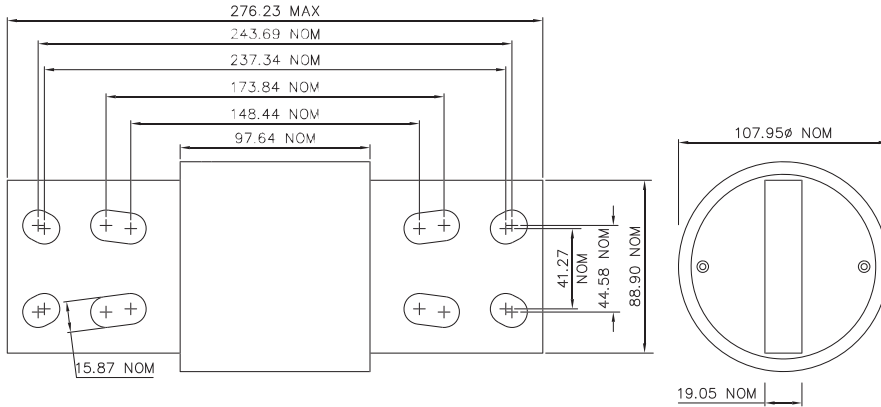 276.23 MAX
243.69 NOM
237.34 NOM
173.84 NOM
148.44 NOM
97.64 NOM
107.95ø NOM
41.27
NOM
44.58 NOM
88.90 NOM
15.87 NOM
19.05 NOM